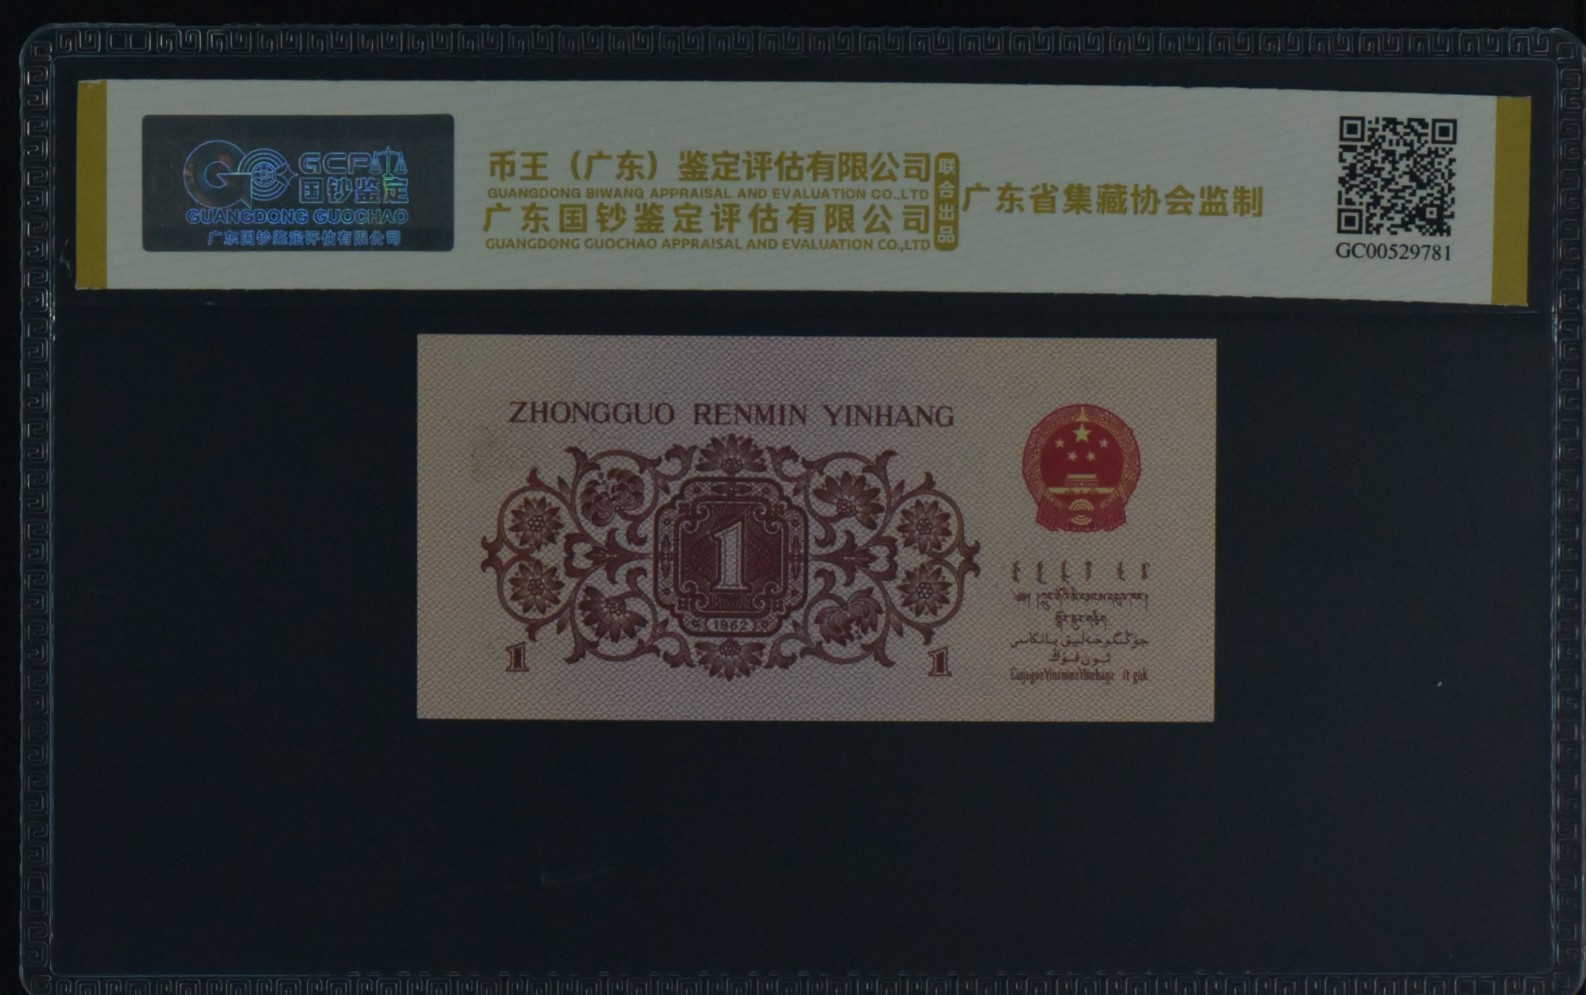 GCP
国钞鉴定
GUANGDONG GUOCHAO
广东国钞鉴定评估有限公司
币王（广东）鉴定评估有限公司
GUANGDONG BIWANG APPRAISAL AND EVALUATION CO.,LTD
广东国钞鉴定评估有限公司
GUANGDONG GUOCHAO APPRAISAL AND EVALUATION CO.,LTD
联合出品
广东省集藏协会监制
GC00529781
ZHONGGUO RENMIN YINHANG
1
(1962)
1
1
جۇڭگو خەلق بانكىسى